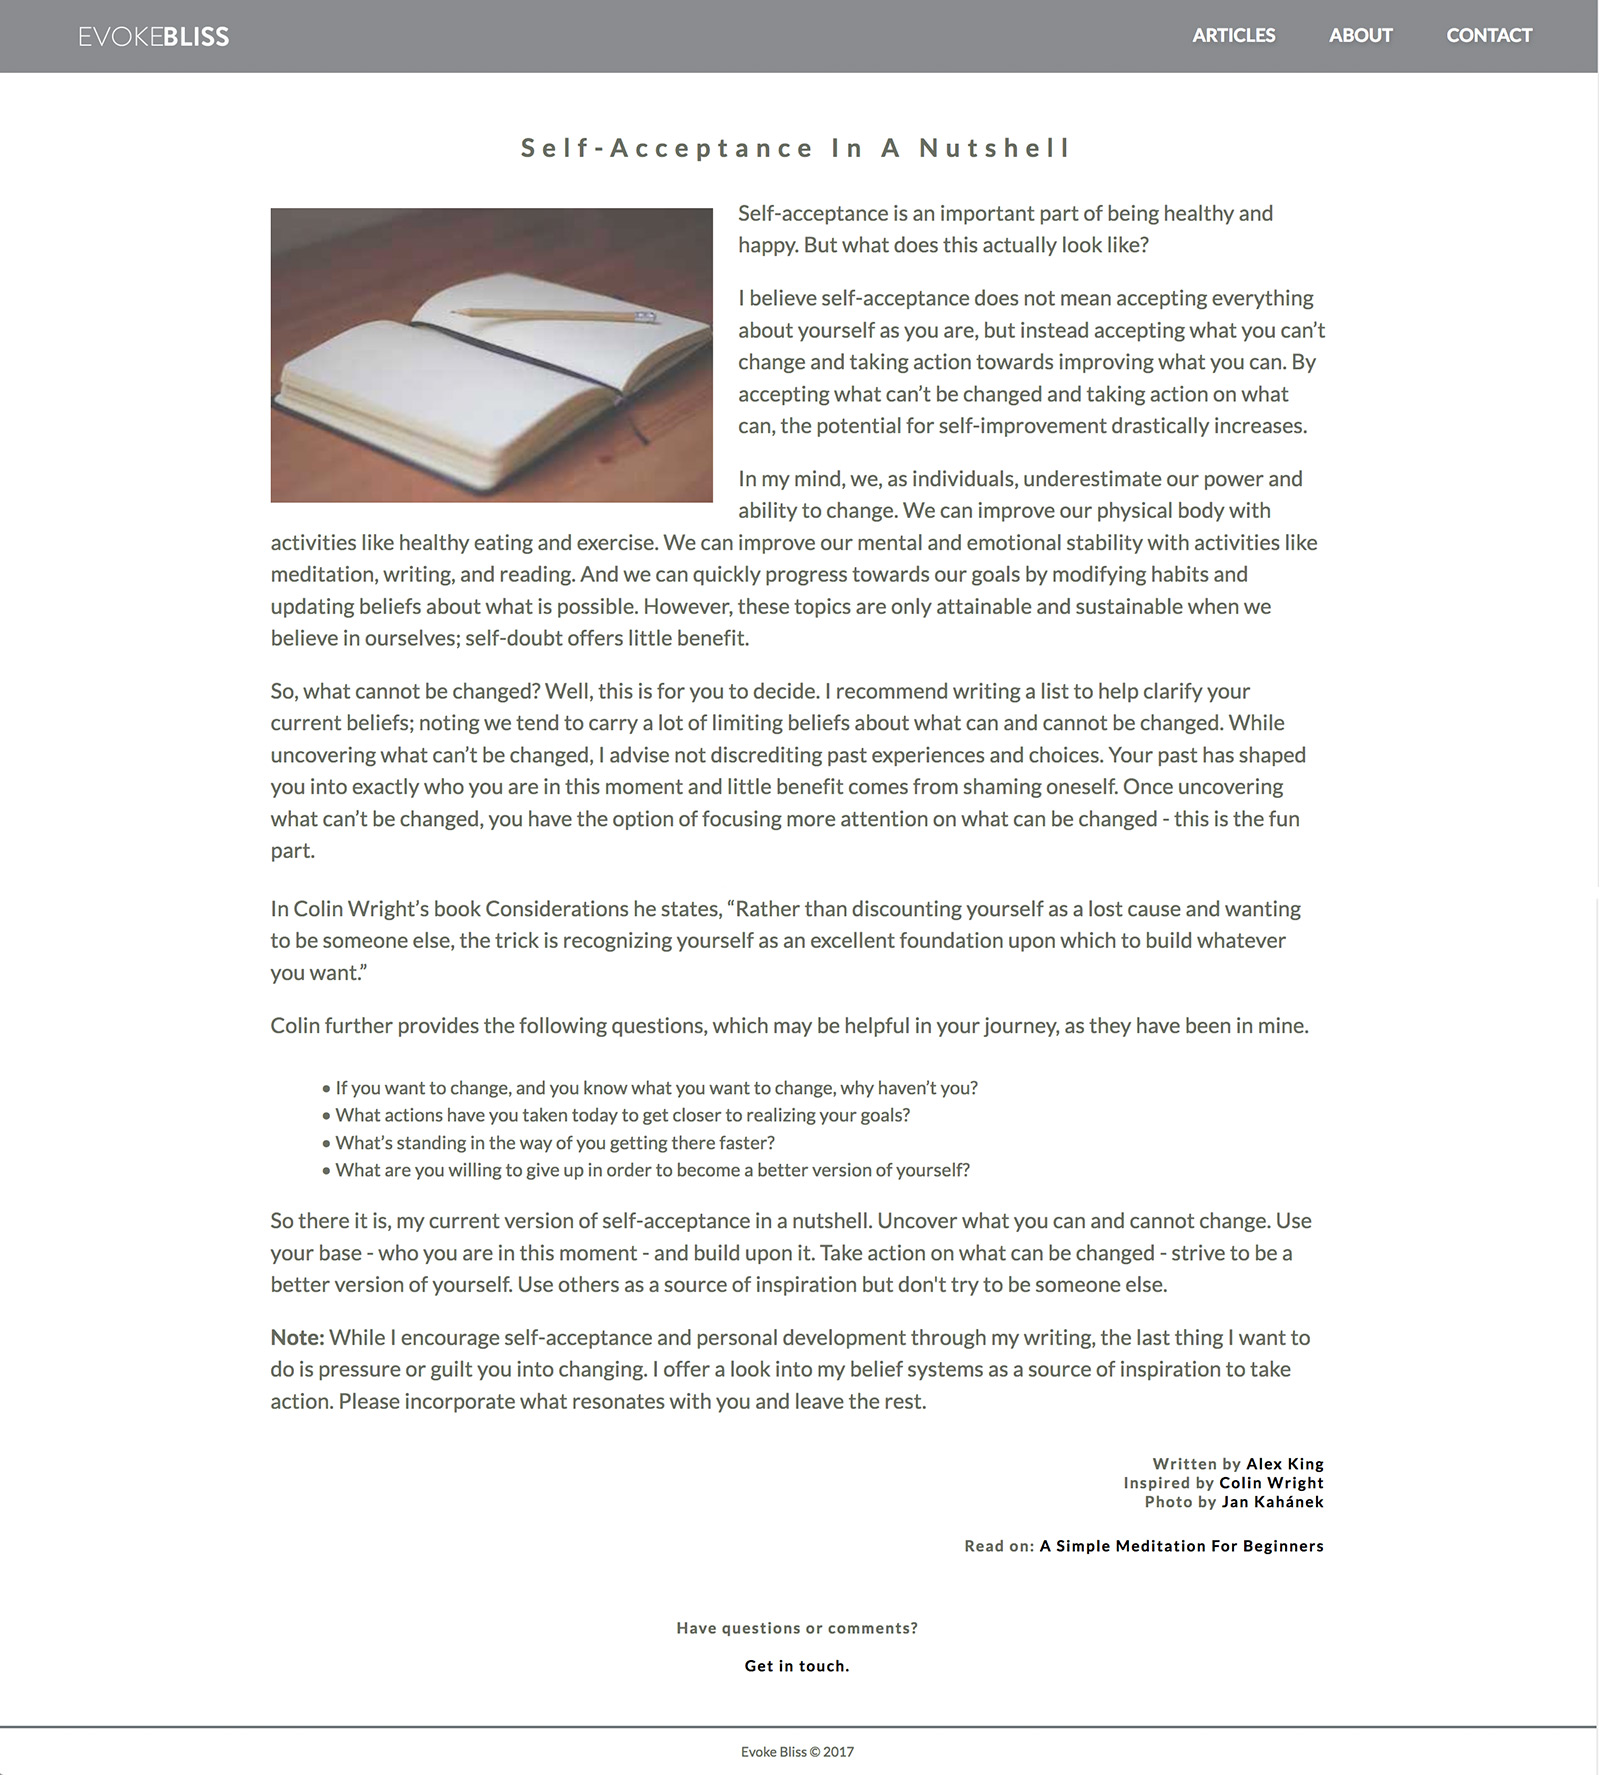 EVOKEBLISS
ARTICLES ABOUT CONTACT
Self-Acceptance In A Nutshell
Self-acceptance is an important part of being healthy and
happy. But what does this actually look like?
I believe self-acceptance does not mean accepting everything
about yourself as you are, but instead accepting what you can’t
change and taking action towards improving what you can. By
accepting what can’t be changed and taking action on what
can, the potential for self-improvement drastically increases.
In my mind, we, as individuals, underestimate our power and
ability to change. We can improve our physical body with
activities like healthy eating and exercise. We can improve our mental and emotional stability with activities like
meditation, writing, and reading. And we can quickly progress towards our goals by modifying habits and
updating beliefs about what is possible. However, these topics are only attainable and sustainable when we
believe in ourselves; self-doubt offers little benefit.
So, what cannot be changed? Well, this is for you to decide. I recommend writing a list to help clarify your
current beliefs; noting we tend to carry a lot of limiting beliefs about what can and cannot be changed. While
uncovering what can’t be changed, I advise not discrediting past experiences and choices. Your past has shaped
you into exactly who you are in this moment and little benefit comes from shaming oneself. Once uncovering
what can’t be changed, you have the option of focusing more attention on what can be changed - this is the fun
part.
In Colin Wright’s book Considerations he states, “Rather than discounting yourself as a lost cause and wanting
to be someone else, the trick is recognizing yourself as an excellent foundation upon which to build whatever
you want.”
Colin further provides the following questions, which may be helpful in your journey, as they have been in mine.
• If you want to change, and you know what you want to change, why haven’t you?
• What actions have you taken today to get closer to realizing your goals?
• What’s standing in the way of you getting there faster?
• What are you willing to give up in order to become a better version of yourself?
So there it is, my current version of self-acceptance in a nutshell. Uncover what you can and cannot change. Use
your base - who you are in this moment - and build upon it. Take action on what can be changed - strive to be a
better version of yourself. Use others as a source of inspiration but don't try to be someone else.
Note: While I encourage self-acceptance and personal development through my writing, the last thing I want to
do is pressure or guilt you into changing. I offer a look into my belief systems as a source of inspiration to take
action. Please incorporate what resonates with you and leave the rest.
Written by Alex King
Inspired by Colin Wright
Photo by Jan Kahánek
Read on: A Simple Meditation For Beginners
Have questions or comments?
Get in touch.
Evoke Bliss © 2017